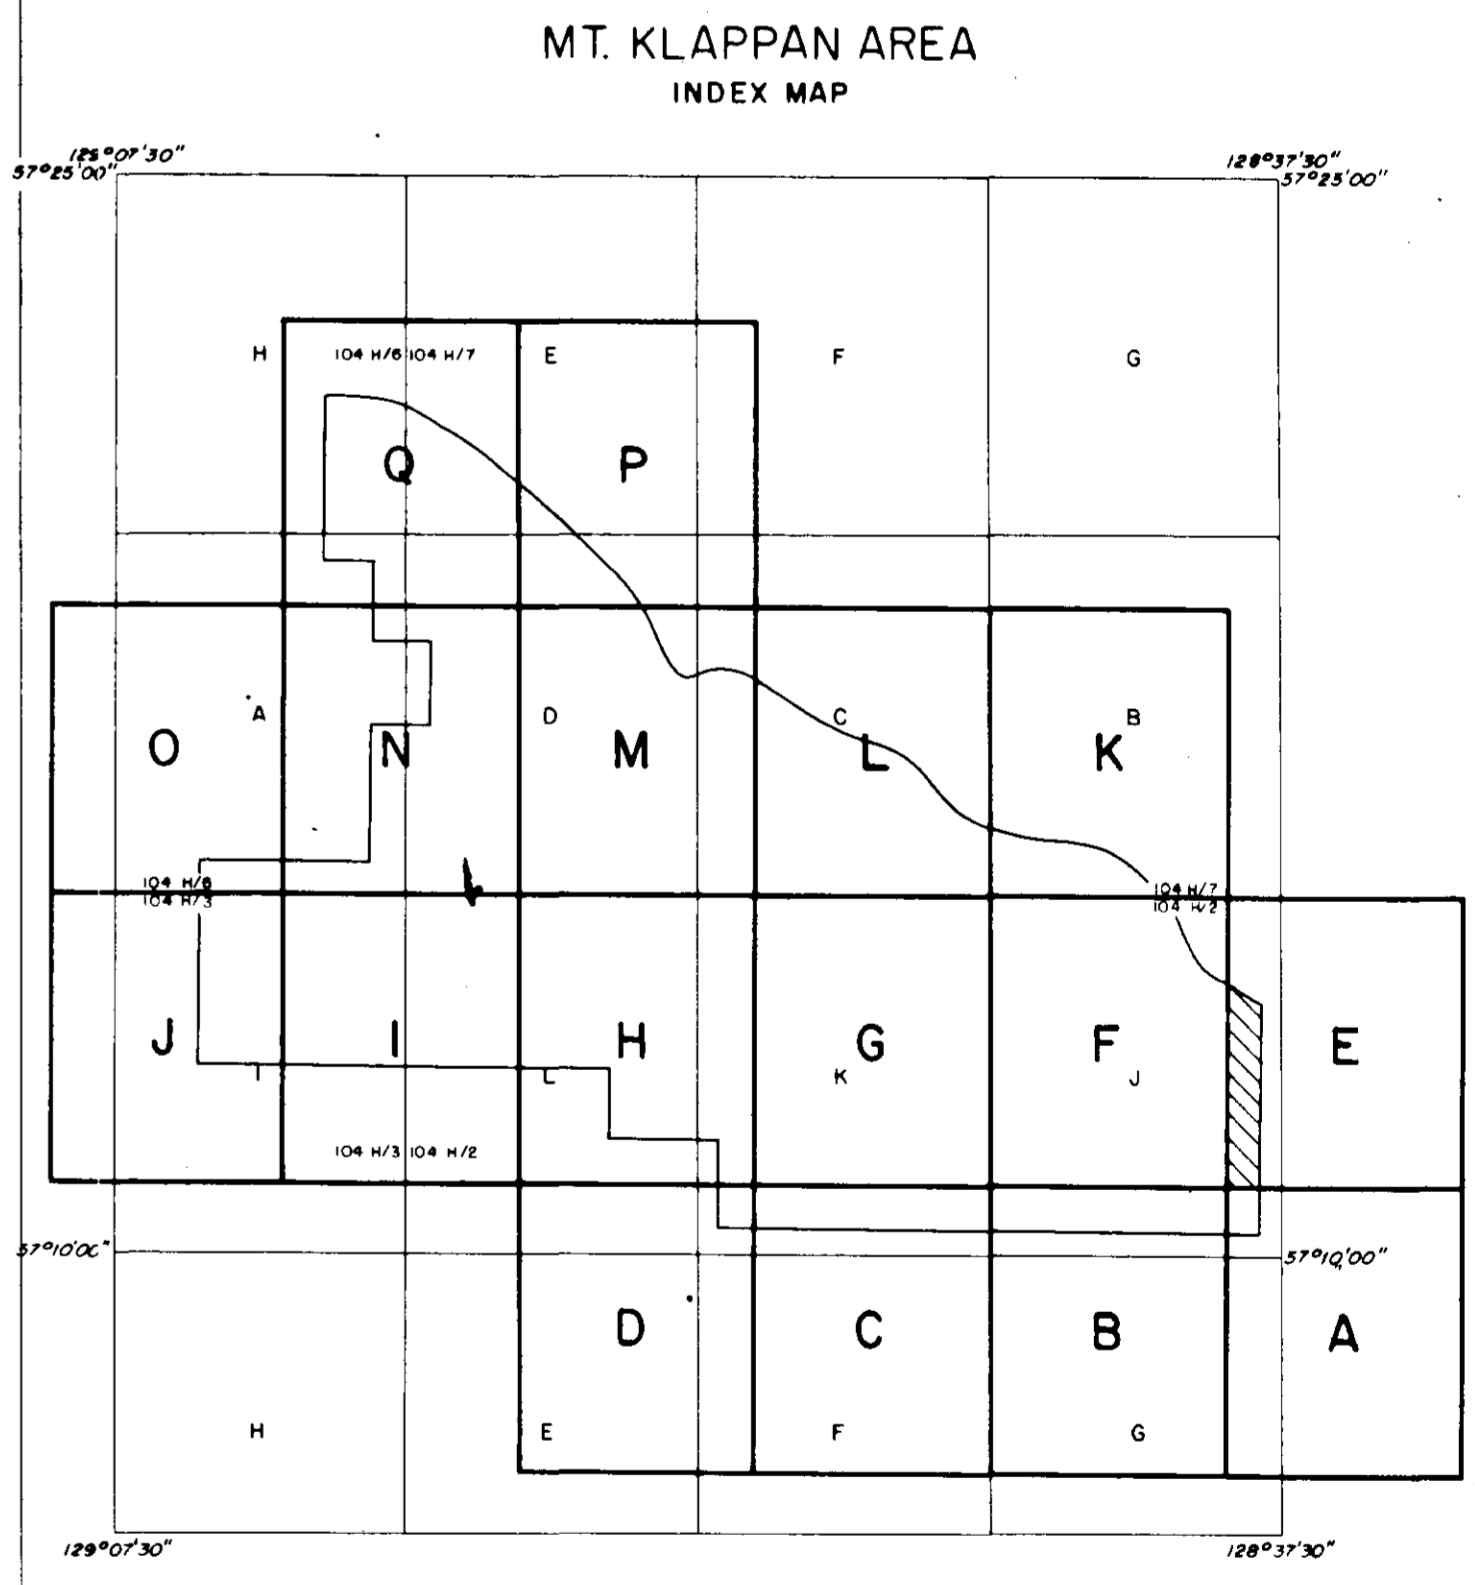 MT. KLAPPAN AREA
INDEX MAP
129°07'30" 128°37'30"
57°25'00" 57°25'00"
H 104 H/6 104 H/7 E F G
Q P
A D C B
O N M L K
104 H/6 104 H/7
104 H/3 104 H/2
J I H G F E
I L K J
104 H/3 104 H/2
57°10'00" 57°10'00"
D C B A
H E F G
129°07'30" 128°37'30"